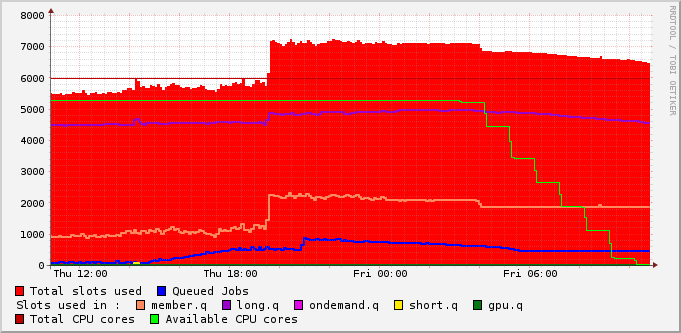 8000
7000
6000
5000
4000
3000
2000
1000
0
Thu 12:00 Thu 18:00 Fri 00:00 Fri 06:00
Total slots used Queued Jobs
Slots used in : member.q long.q ondemand.q short.q gpu.q
Total CPU cores Available CPU cores
RRDTOOL / TOBI OETIKER